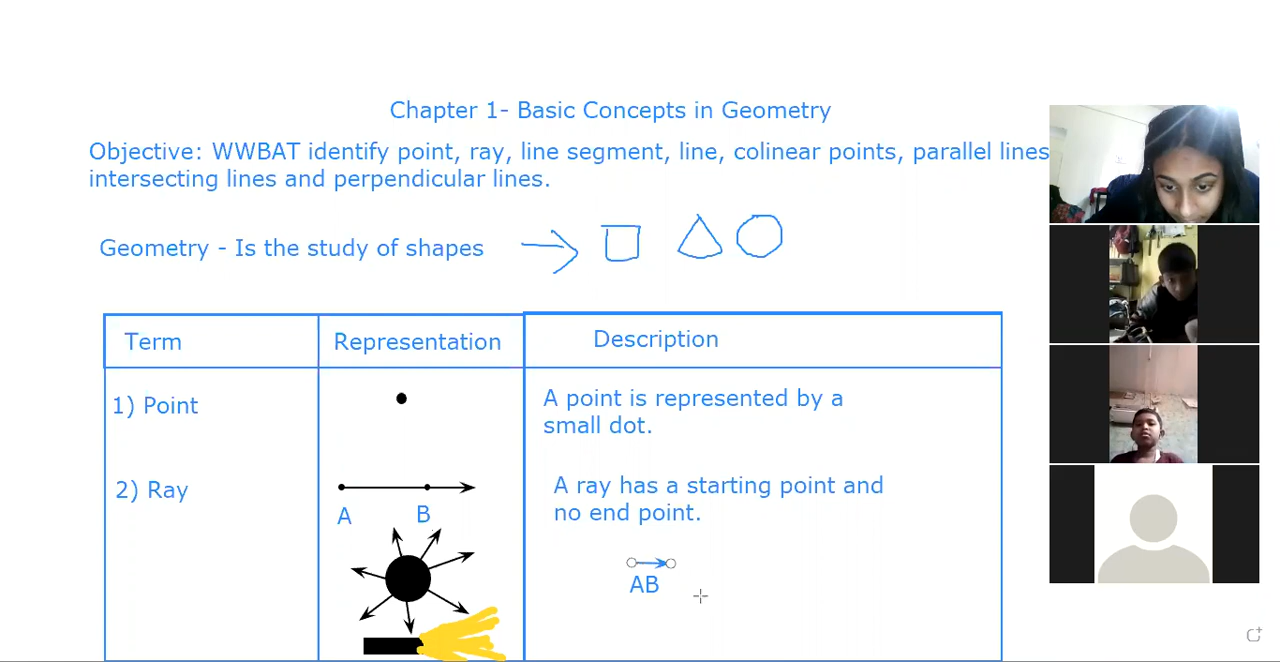 Chapter 1- Basic Concepts in Geometry
Objective: WWBAT identify point, ray, line segment, line, colinear points, parallel lines
intersecting lines and perpendicular lines.
Geometry - Is the study of shapes
Term
Representation
Description
1) Point
A point is represented by a
small dot.
2) Ray
A
B
A ray has a starting point and
no end point.
AB